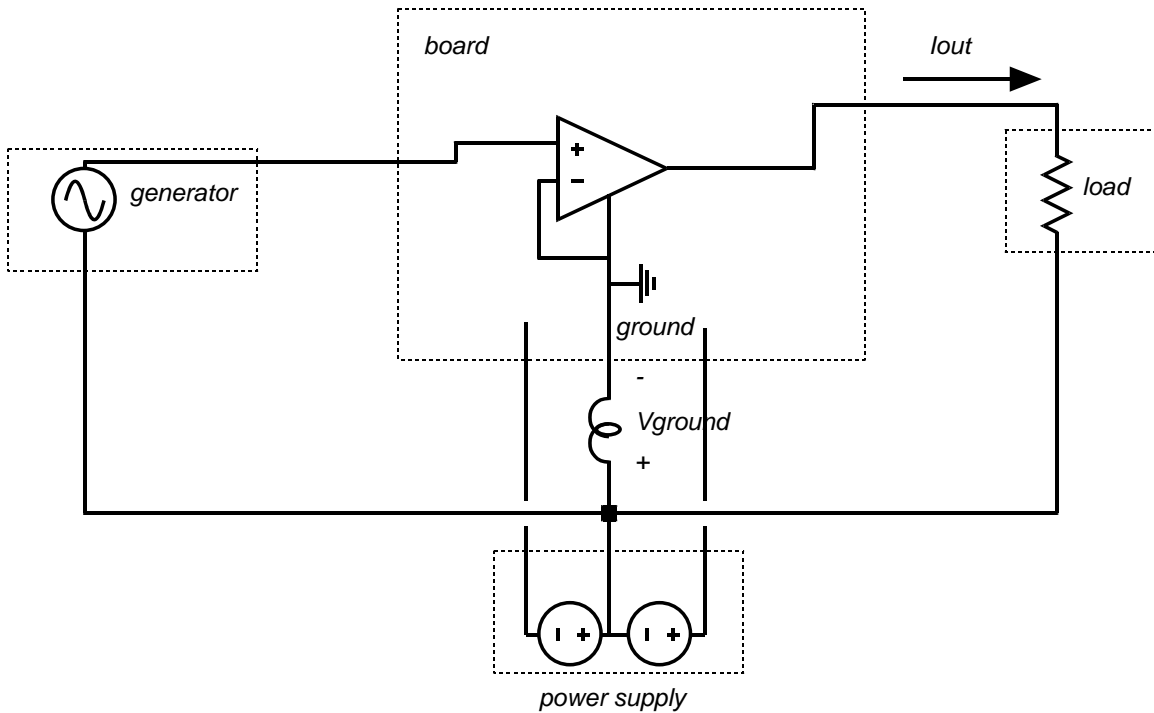 board
Iout
generator
+
-
load
ground
-
Vground
+
- +
- +
power supply